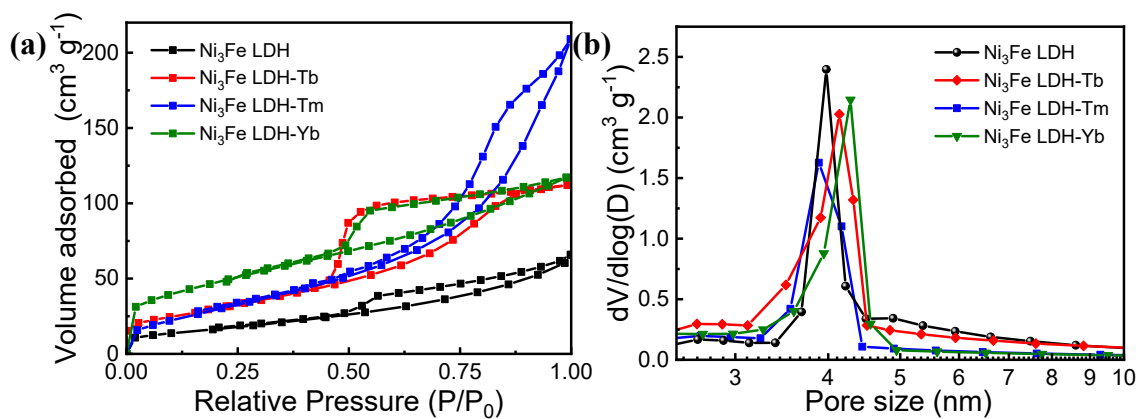 (a)
Volume adsorbed (cm³ g⁻¹)
200
150
100
50
0
Ni₃Fe LDH
Ni₃Fe LDH-Tb
Ni₃Fe LDH-Tm
Ni₃Fe LDH-Yb
0.00 0.25 0.50 0.75 1.00
Relative Pressure (P/P₀)
(b)
dV/dlog(D) (cm³ g⁻¹)
2.5
2.0
1.5
1.0
0.5
0.0
Ni₃Fe LDH
Ni₃Fe LDH-Tb
Ni₃Fe LDH-Tm
Ni₃Fe LDH-Yb
3 4 5 6 7 8 9 10
Pore size (nm)